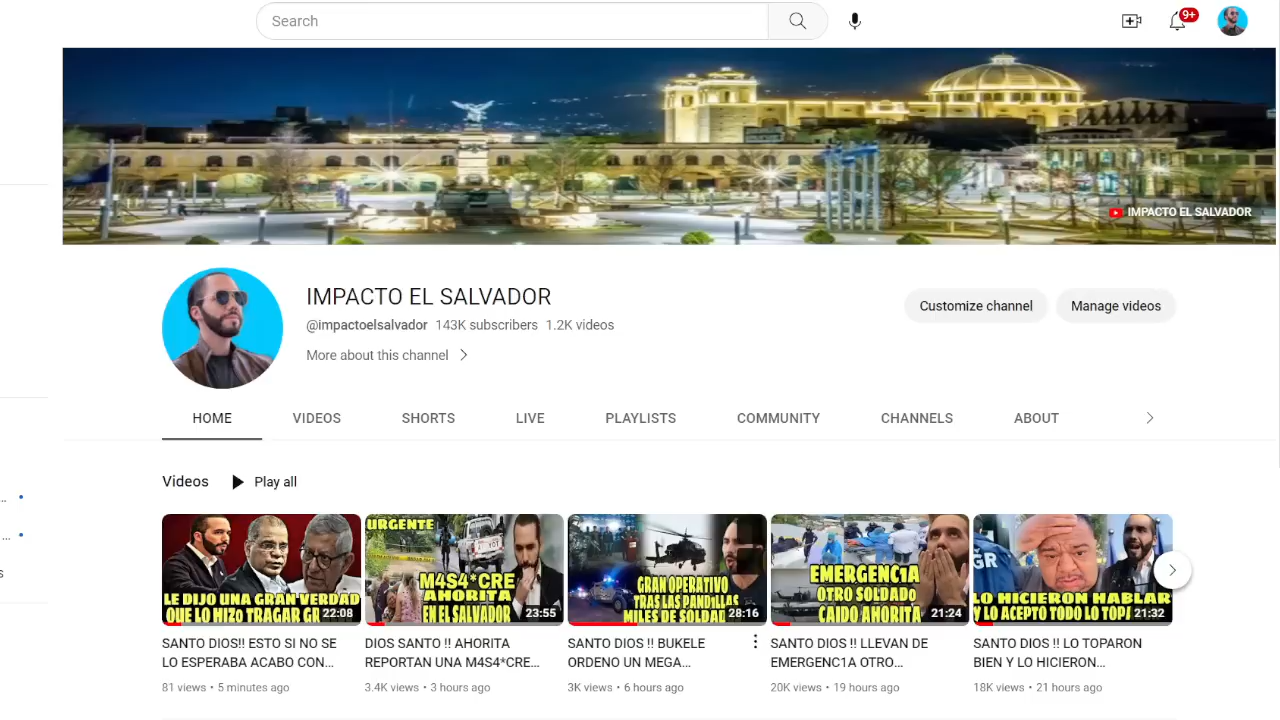 Search
9+
IMPACTO EL SALVADOR
IMPACTO EL SALVADOR
@impactoelsalvador 143K subscribers 1.2K videos
More about this channel
Customize channel
Manage videos
HOME VIDEOS SHORTS LIVE PLAYLISTS COMMUNITY CHANNELS ABOUT
Videos Play all
LE DIJO UNA GRAN VERDAD
QUE LO HIZO TRAGAR GR
22:08
SANTO DIOS!! ESTO SI NO SE
LO ESPERABA ACABO CON...
81 views • 5 minutes ago
URGENTE
M4S4*CRE
AHORITA
EN EL SALVADOR
23:55
DIOS SANTO !! AHORITA
REPORTAN UNA M4S4*CRE...
3.4K views • 3 hours ago
GRAN OPERATIVO
TRAS LAS PANDILLAS
MILES DE SOLDAD
28:16
SANTO DIOS !! BUKELE
ORDENO UN MEGA...
3K views • 6 hours ago
EMERGENC1A
OTRO SOLDADO
CAIDO AHORITA
21:24
SANTO DIOS !! LLEVAN DE
EMERGENC1A OTRO...
20K views • 19 hours ago
GR
LO HICIERON HABLAR
Y LO ACEPTO TODO LO TOP
21:32
SANTO DIOS !! LO TOPARON
BIEN Y LO HICIERON...
18K views • 21 hours ago